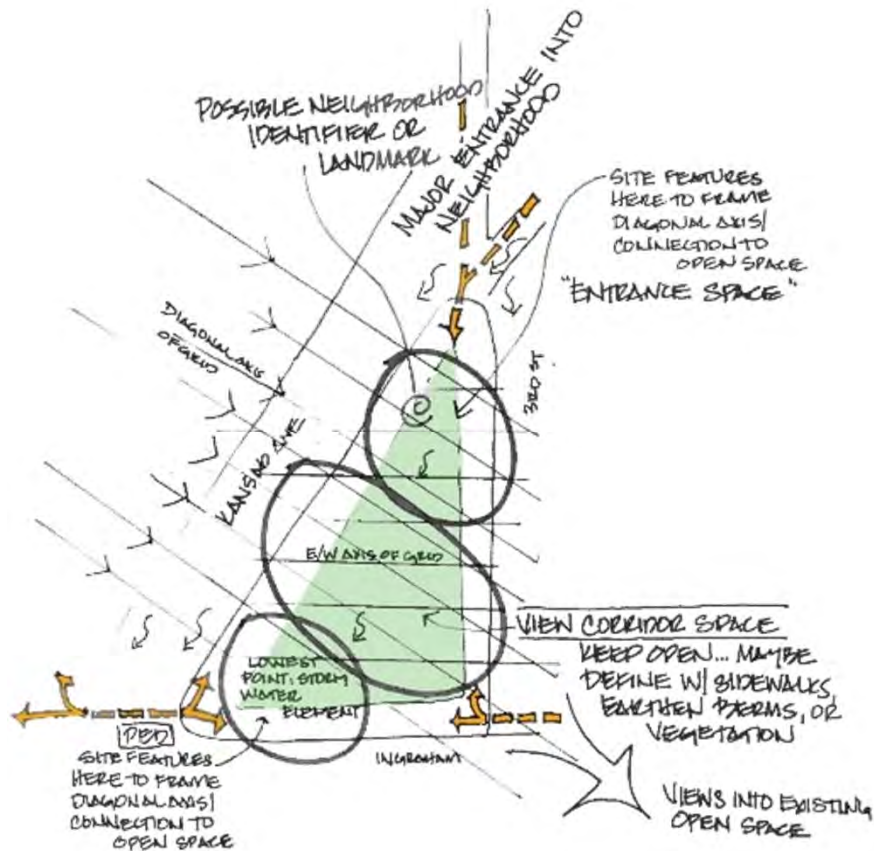 POSSIBLE NEIGHBORHOOD
IDENTIFIER OR
LANDMARK
MAJOR ENTRANCE INTO
NEIGHBORHOOD
SITE FEATURES
HERE TO FRAME
DIAGONAL AXIS/
CONNECTION TO
OPEN SPACE
"ENTRANCE SPACE"
DIAGONAL AXIS
OF GRID
KANSAS AVE
3RD ST
E/W AXIS OF GRID
VIEW CORRIDOR SPACE
KEEP OPEN... MAYBE
DEFINE W/ SIDEWALKS,
EARTHEN BERMS, OR
VEGETATION
LOWEST
POINT: STORM
WATER
ELEMENT
PED
SITE FEATURES
HERE TO FRAME
DIAGONAL AXIS/
CONNECTION TO
OPEN SPACE
INGRAHAM
VIEWS INTO EXISTING
OPEN SPACE